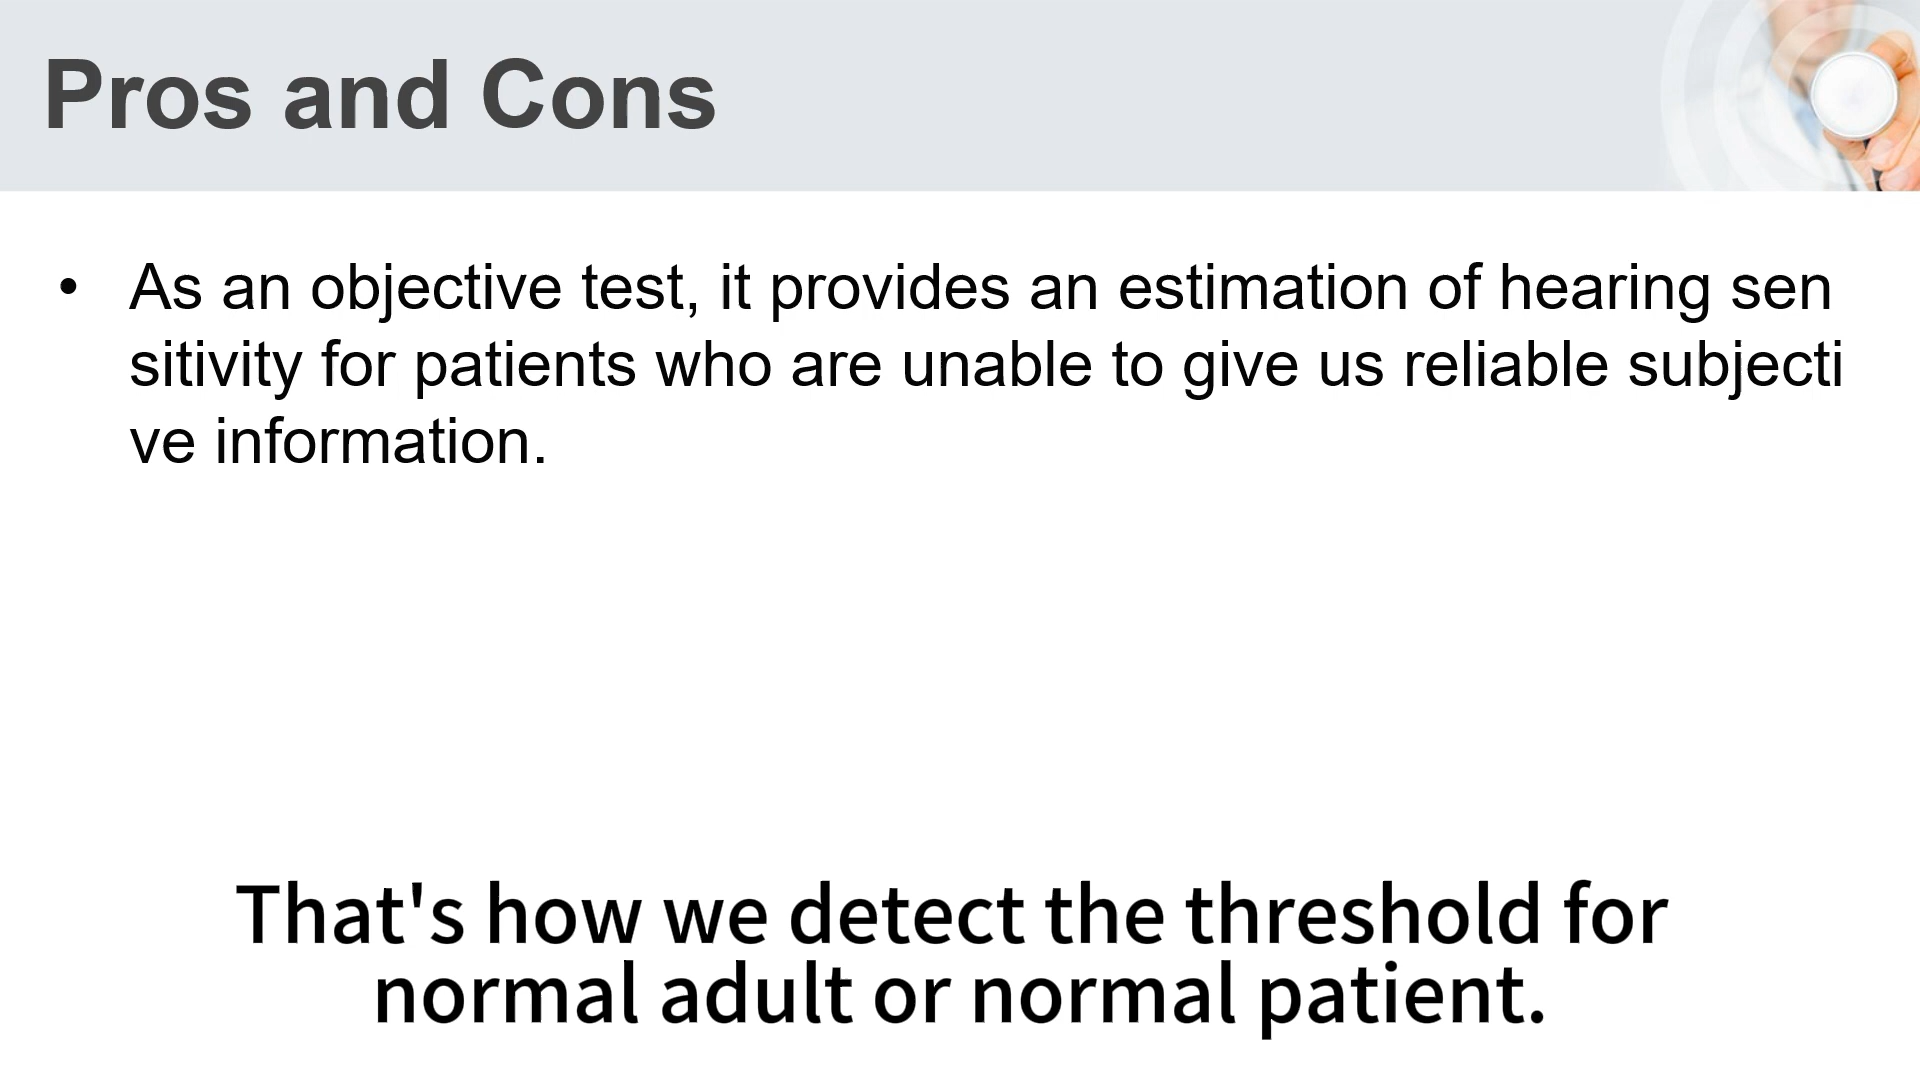 Pros and Cons
• As an objective test, it provides an estimation of hearing sen
sitivity for patients who are unable to give us reliable subjecti
ve information.
That's how we detect the threshold for
normal adult or normal patient.